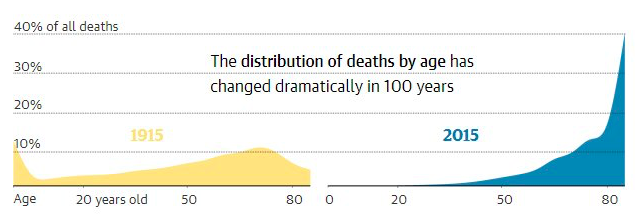 40% of all deaths
The distribution of deaths by age has
changed dramatically in 100 years
30%
20%
10%
1915
2015
Age 20 years old 50 80 0 20 50 80